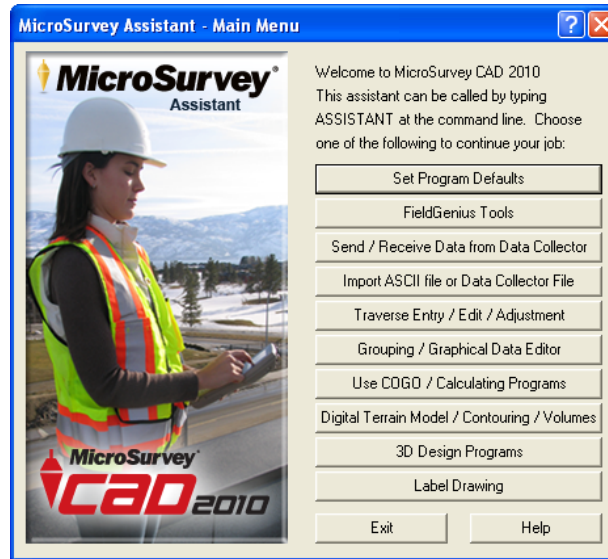 MicroSurvey Assistant - Main Menu
MicroSurvey®
Assistant
MicroSurvey
CAD 2010
Welcome to MicroSurvey CAD 2010
This assistant can be called by typing
ASSISTANT at the command line. Choose
one of the following to continue your job:
Set Program Defaults
FieldGenius Tools
Send / Receive Data from Data Collector
Import ASCII file or Data Collector File
Traverse Entry / Edit / Adjustment
Grouping / Graphical Data Editor
Use COGO / Calculating Programs
Digital Terrain Model / Contouring / Volumes
3D Design Programs
Label Drawing
Exit
Help